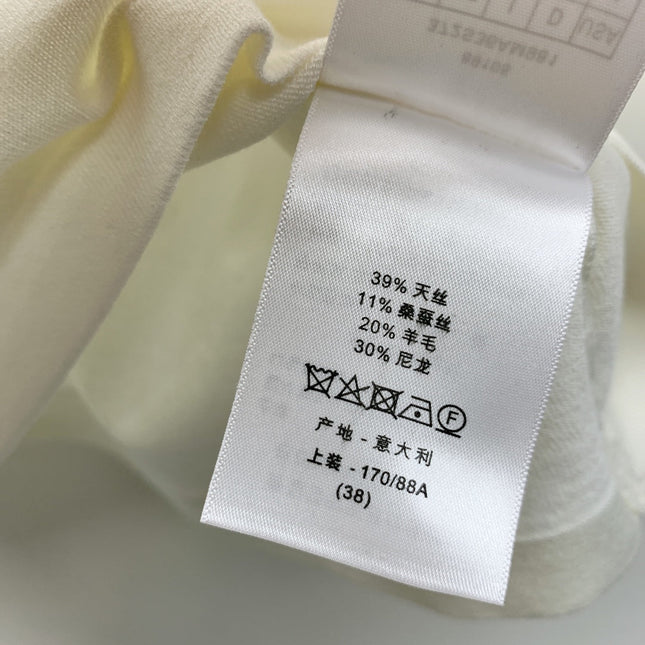 USA
39% 天丝
11% 桑蚕丝
20% 羊毛
30% 尼龙
F
产地 - 意大利
上装 - 170/88A
(38)